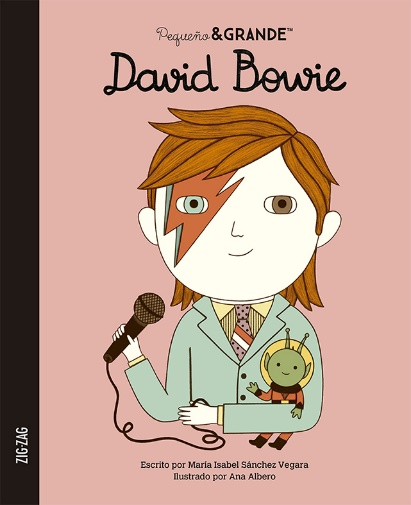 Pequeño &GRANDE™
David Bowie
Escrito por María Isabel Sánchez Vegara
Ilustrado por Ana Albero
ZIG-ZAG